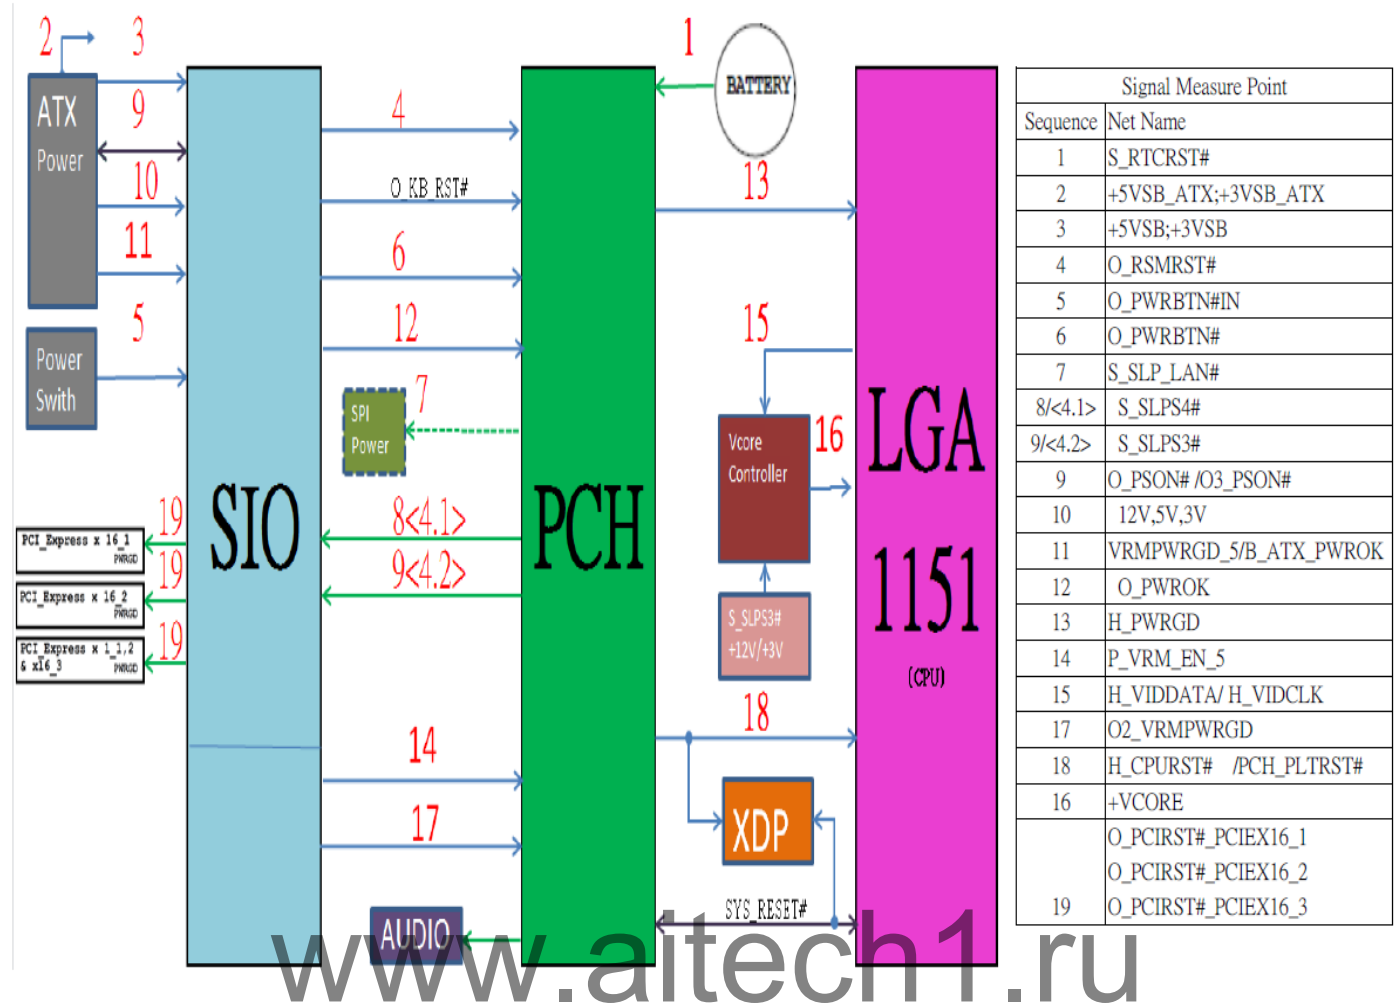 2
3
1
BATTERY
ATX
Power
9
10
11
4
O_KB_RST#
6
12
13
5
Power
Swith
15
SPI
Power
7
Vcore
Controller
16
LGA
1151
(CPU)
SIO
PCH
8<4.1>
9<4.2>
S_SLPS3#
+12V/+3V
19
PCI_Express x 16_1
PWRGD
19
PCI_Express x 16_2
PWRGD
19
PCI_Express x 1_1,2
& x16_3
PWRGD
18
14
17
XDP
SYS_RESET#
AUDIO
Signal Measure Point
Sequence Net Name
1 S_RTCRST#
2 +5VSB_ATX;+3VSB_ATX
3 +5VSB;+3VSB
4 O_RSMRST#
5 O_PWRBTN#IN
6 O_PWRBTN#
7 S_SLP_LAN#
8/<4.1> S_SLPS4#
9/<4.2> S_SLPS3#
9 O_PSON# /O3_PSON#
10 12V,5V,3V
11 VRMPWRGD_5/B_ATX_PWROK
12 O_PWROK
13 H_PWRGD
14 P_VRM_EN_5
15 H_VIDDATA/ H_VIDCLK
17 O2_VRMPWRGD
18 H_CPURST# /PCH_PLTRST#
16 +VCORE
O_PCIRST#_PCIEX16_1
O_PCIRST#_PCIEX16_2
19 O_PCIRST#_PCIEX16_3
www.aitech1.ru